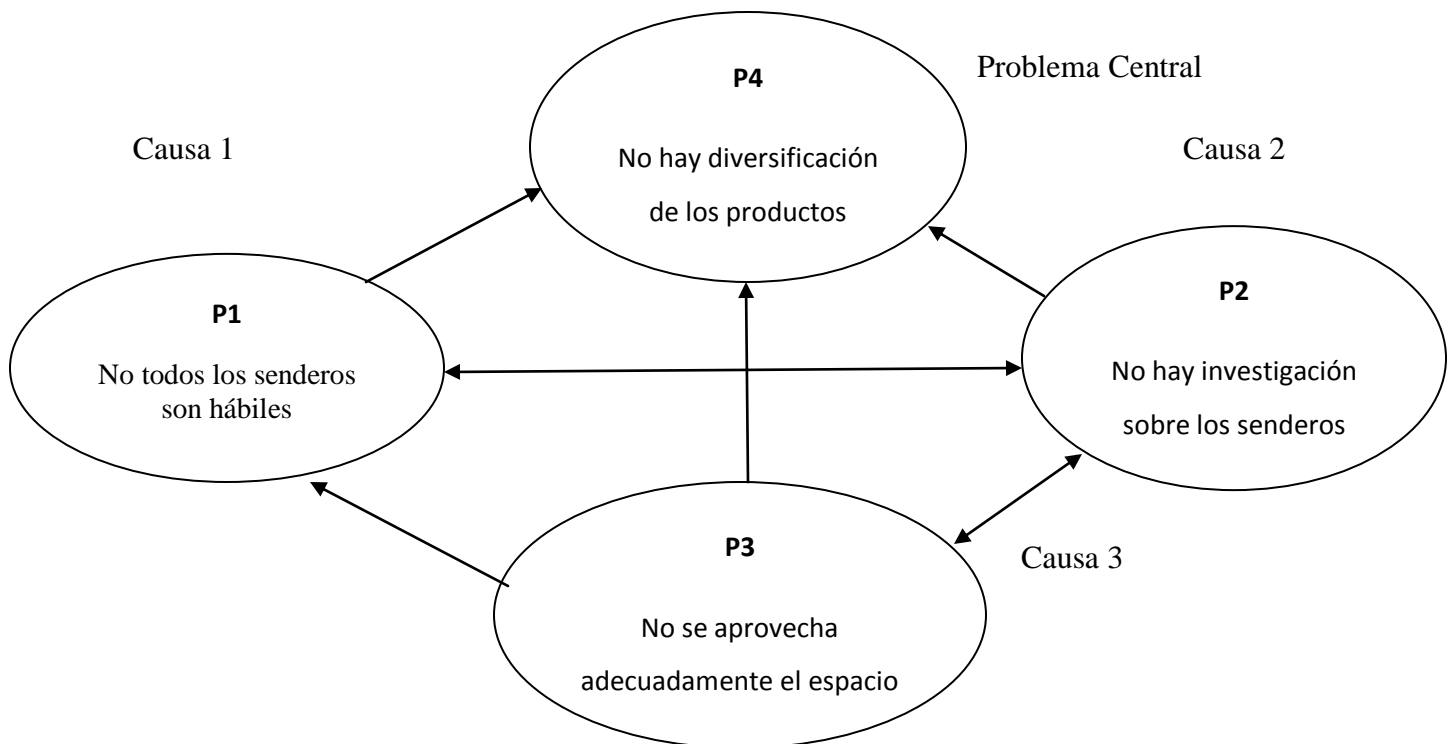 P4
No hay diversificación
de los productos
Problema Central
Causa 1
Causa 2
P1
No todos los senderos
son hábiles
P2
No hay investigación
sobre los senderos
P3
No se aprovecha
adecuadamente el espacio
Causa 3